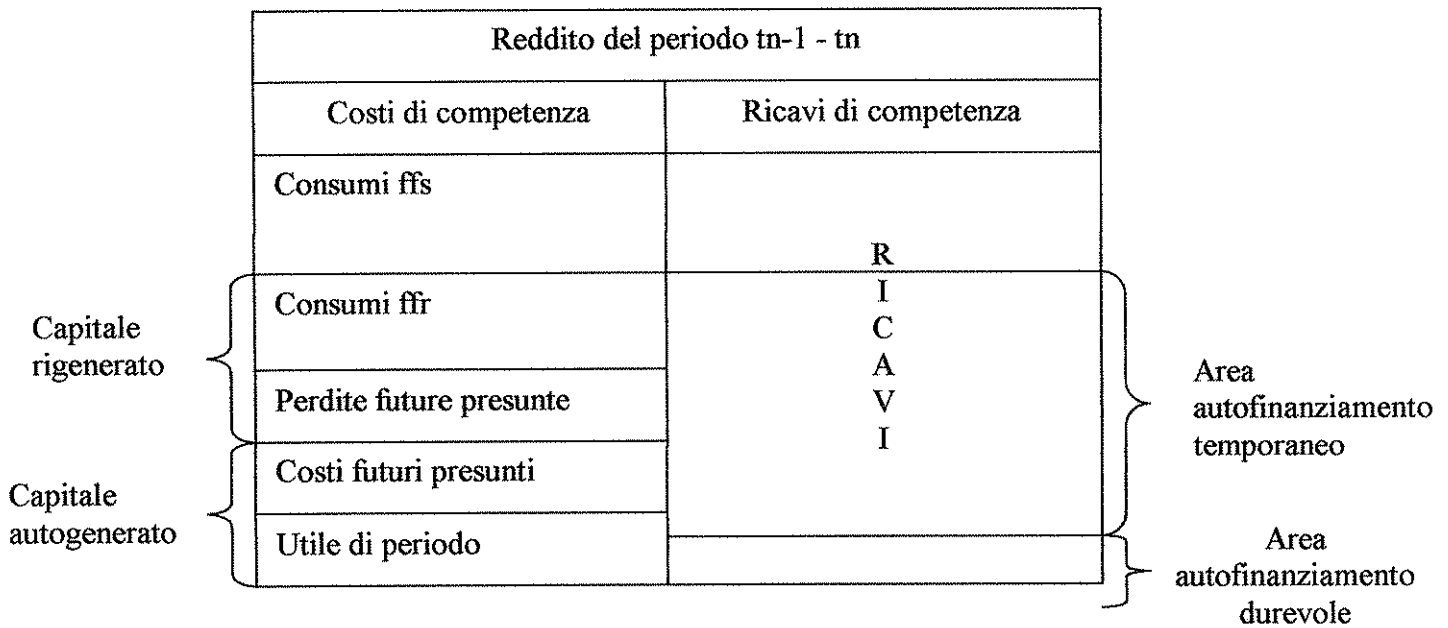 Reddito del periodo tn-1 - tn
Costi di competenza
Ricavi di competenza
Consumi ffs
Consumi ffr
Perdite future presunte
Costi futuri presunti
Utile di periodo
R
I
C
A
V
I
Capitale
rigenerato
Capitale
autogenerato
Area
autofinanziamento
temporaneo
Area
autofinanziamento
durevole